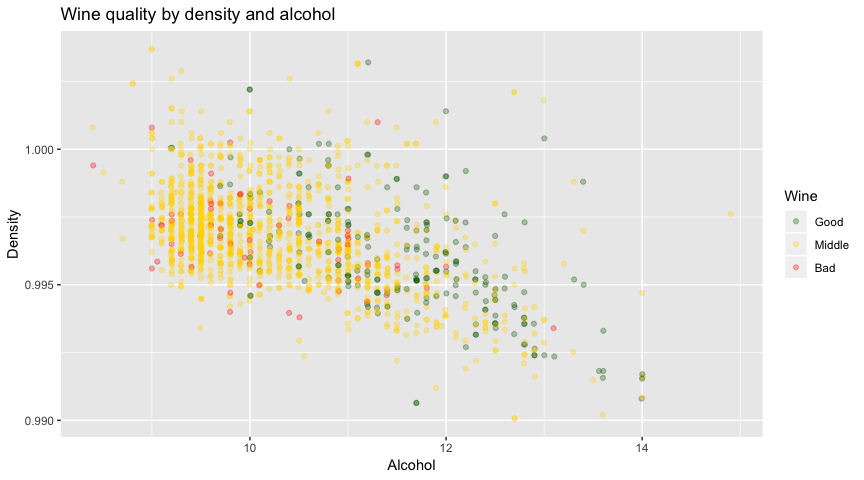 Wine quality by density and alcohol
Density
1.000
0.995
0.990
10 12 14
Alcohol
Wine
Good
Middle
Bad